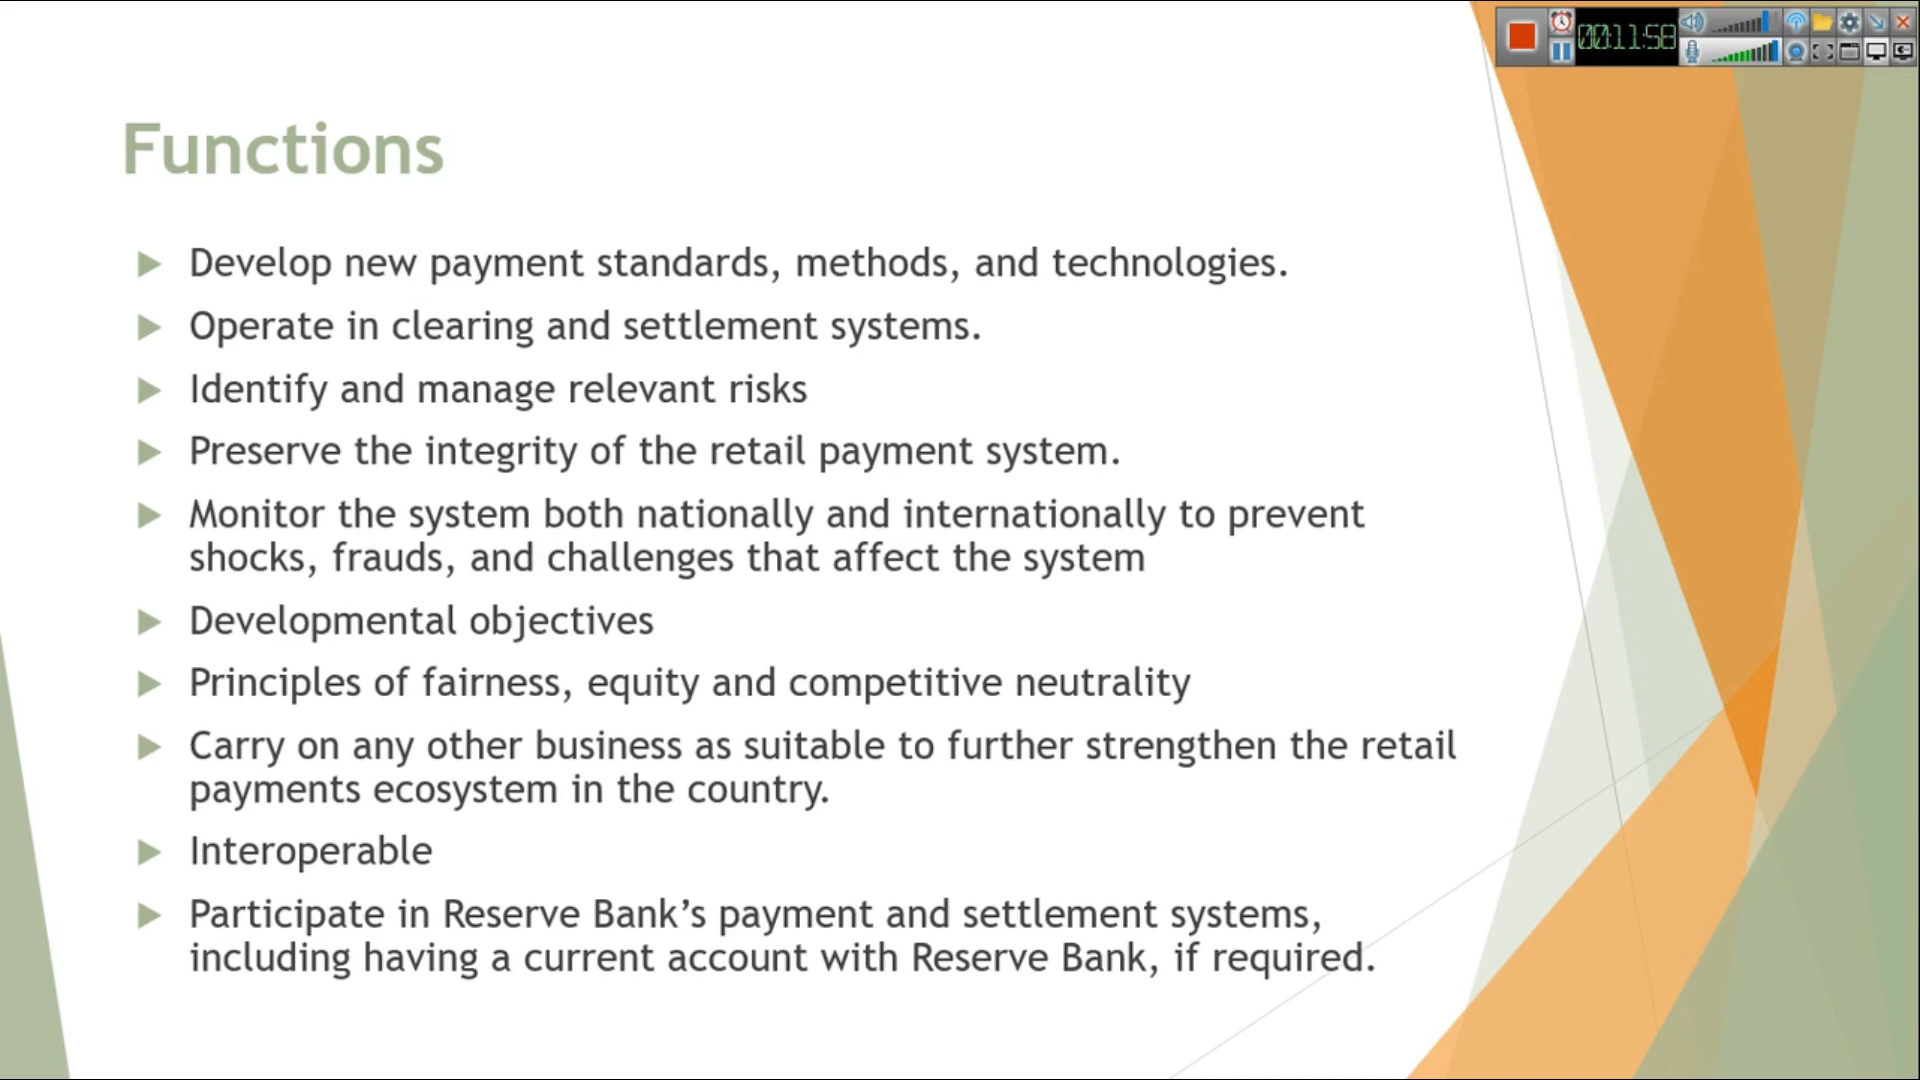 00:11:58
Functions
Develop new payment standards, methods, and technologies.
Operate in clearing and settlement systems.
Identify and manage relevant risks
Preserve the integrity of the retail payment system.
Monitor the system both nationally and internationally to prevent
shocks, frauds, and challenges that affect the system
Developmental objectives
Principles of fairness, equity and competitive neutrality
Carry on any other business as suitable to further strengthen the retail
payments ecosystem in the country.
Interoperable
Participate in Reserve Bank’s payment and settlement systems,
including having a current account with Reserve Bank, if required.